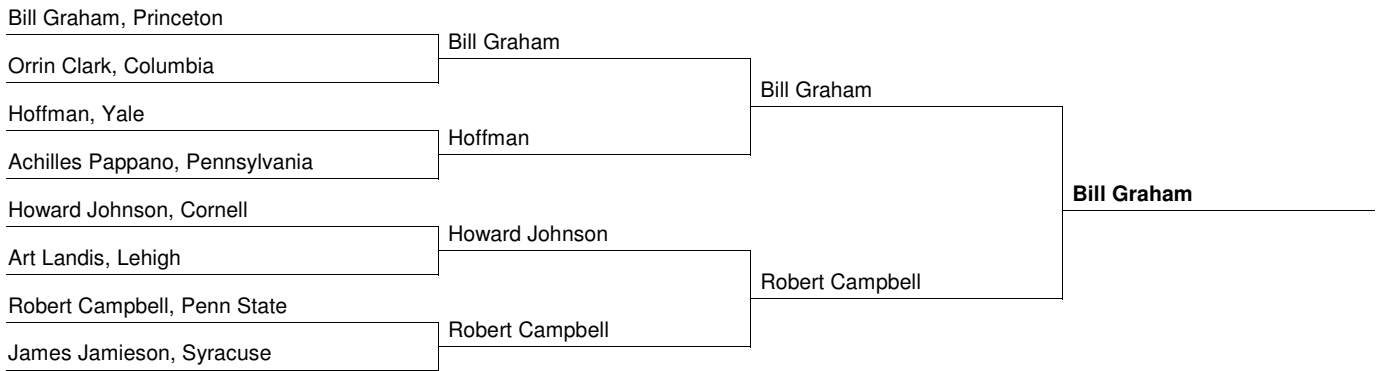 Bill Graham, Princeton
Orrin Clark, Columbia
Hoffman, Yale
Achilles Pappano, Pennsylvania
Howard Johnson, Cornell
Art Landis, Lehigh
Robert Campbell, Penn State
James Jamieson, Syracuse
Bill Graham
Hoffman
Howard Johnson
Robert Campbell
Bill Graham
Robert Campbell
Bill Graham